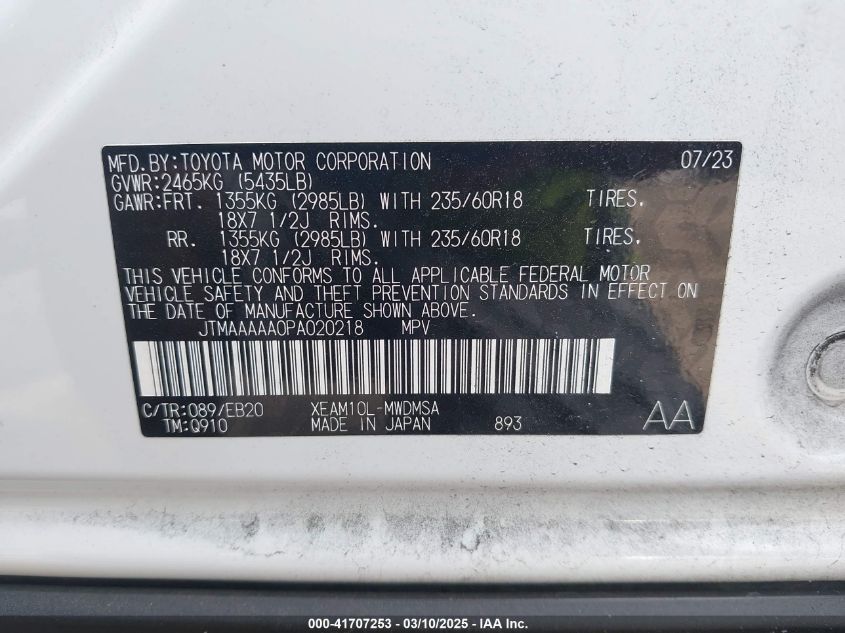 MFD.BY:TOYOTA MOTOR CORPORATION 07/23
GVWR:2465KG (5435LB)
GAWR:FRT. 1355KG (2985LB) WITH 235/60R18 TIRES.
18X7 1/2J RIMS.
RR. 1355KG (2985LB) WITH 235/60R18 TIRES.
18X7 1/2J RIMS.
THIS VEHICLE CONFORMS TO ALL APPLICABLE FEDERAL MOTOR
VEHICLE SAFETY AND THEFT PREVENTION STANDARDS IN EFFECT ON
THE DATE OF MANUFACTURE SHOWN ABOVE.
JTMAAAAA0PA020218 MPV
C/TR:089/EB20 XEAM10L-MWDMSA
TM:Q910 MADE IN JAPAN 893 AA
000-41707253 — 03/10/2025 — IAA Inc.